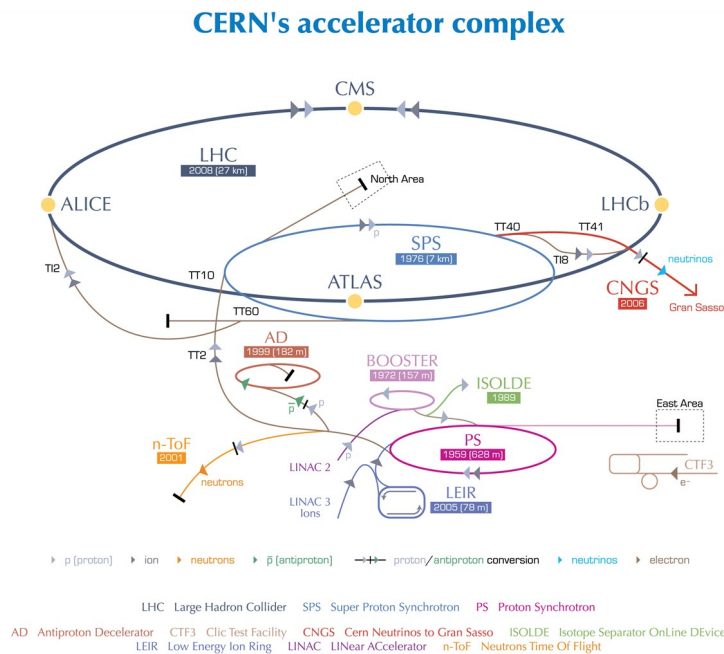 CERN's accelerator complex
CMS
LHC
2008 (27 km)
North Area
ALICE
LHCb
p
TT40
TT41
SPS
1976 (7 km)
neutrinos
TI2
TT10
TI8
CNGS
2006
ATLAS
Gran Sasso
TT60
AD
1999 (182 m)
TT2
BOOSTER
1972 (157 m)
ISOLDE
1989
p̅
p
East Area
n-ToF
2001
PS
1959 (628 m)
p
LINAC 2
CTF3
neutrons
e-
LEIR
2005 (78 m)
LINAC 3
Ions
p (proton)
ion
neutrons
p̅ (antiproton)
proton/antiproton conversion
neutrinos
electron
LHC Large Hadron Collider SPS Super Proton Synchrotron PS Proton Synchrotron
AD Antiproton Decelerator CTF3 Clic Test Facility CNGS Cern Neutrinos to Gran Sasso ISOLDE Isotope Separator OnLine DEvice
LEIR Low Energy Ion Ring LINAC LINear ACcelerator n-ToF Neutrons Time Of Flight